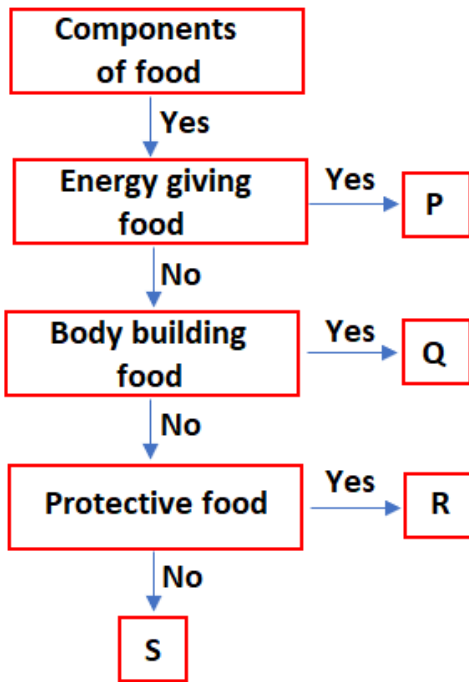 Components
of food
Yes
Energy giving
food
Yes
P
No
Body building
food
Yes
Q
No
Protective food
Yes
R
No
S